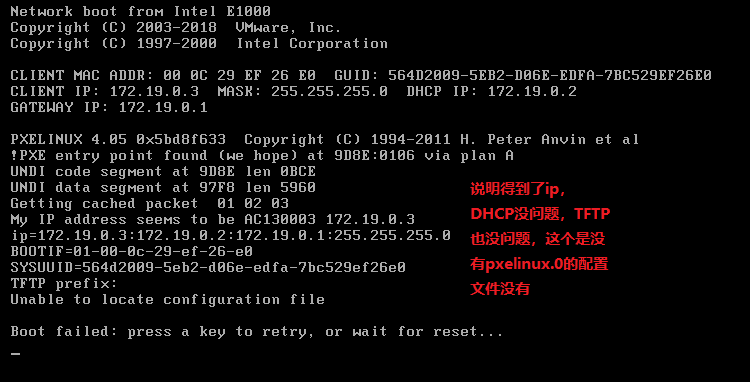 Network boot from Intel E1000
Copyright (C) 2003-2018  VMware, Inc.
Copyright (C) 1997-2000  Intel Corporation
CLIENT MAC ADDR: 00 0C 29 EF 26 E0  GUID: 564D2009-5EB2-D06E-EDFA-7BC529EF26E0
CLIENT IP: 172.19.0.3  MASK: 255.255.255.0  DHCP IP: 172.19.0.2
GATEWAY IP: 172.19.0.1
PXELINUX 4.05 0x5bd8f633  Copyright (C) 1994-2011 H. Peter Anvin et al
!PXE entry point found (we hope) at 9D8E:0106 via plan A
UNDI code segment at 9D8E len 0BCE
UNDI data segment at 97F8 len 5960
Getting cached packet  01 02 03
My IP address seems to be AC130003 172.19.0.3
ip=172.19.0.3:172.19.0.2:172.19.0.1:255.255.255.0
BOOTIF=01-00-0c-29-ef-26-e0
SYSUUID=564d2009-5eb2-d06e-edfa-7bc529ef26e0
TFTP prefix:
Unable to locate configuration file
Boot failed: press a key to retry, or wait for reset...
说明得到了ip，
DHCP没问题，TFTP
也没问题，这个是没
有pxelinux.0的配置
文件没有